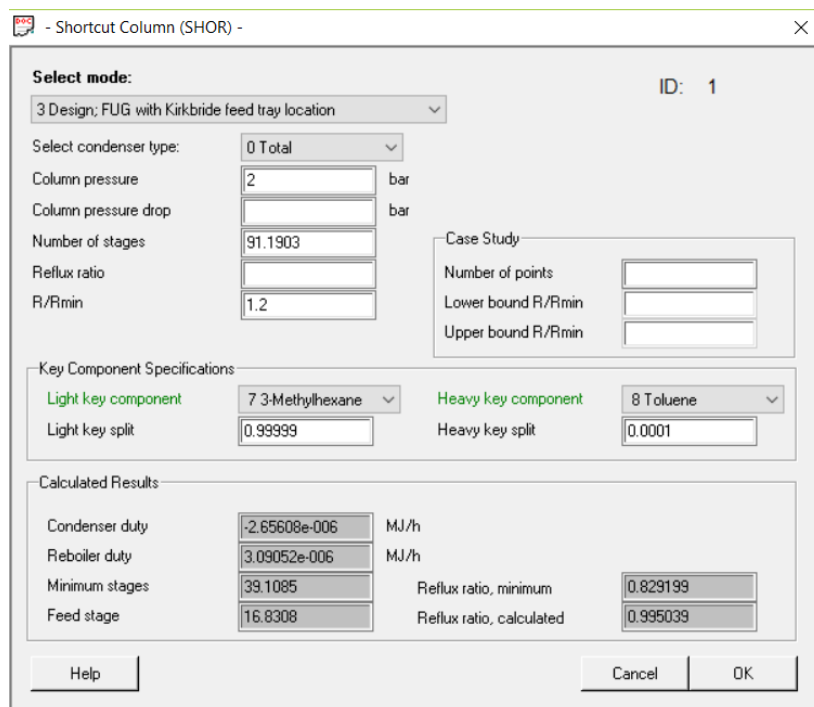 DOC
- Shortcut Column (SHOR) -
Select mode:
ID: 1
3 Design; FUG with Kirkbride feed tray location
Select condenser type: 0 Total
Column pressure 2 bar
Column pressure drop bar
Number of stages 91.1903
Reflux ratio
R/Rmin 1.2
Case Study
Number of points
Lower bound R/Rmin
Upper bound R/Rmin
Key Component Specifications
Light key component 7 3-Methylhexane Heavy key component 8 Toluene
Light key split 0.99999 Heavy key split 0.0001
Calculated Results
Condenser duty -2.65608e-006 MJ/h
Reboiler duty 3.09052e-006 MJ/h
Minimum stages 39.1085 Reflux ratio, minimum 0.829199
Feed stage 16.8308 Reflux ratio, calculated 0.995039
Help Cancel OK